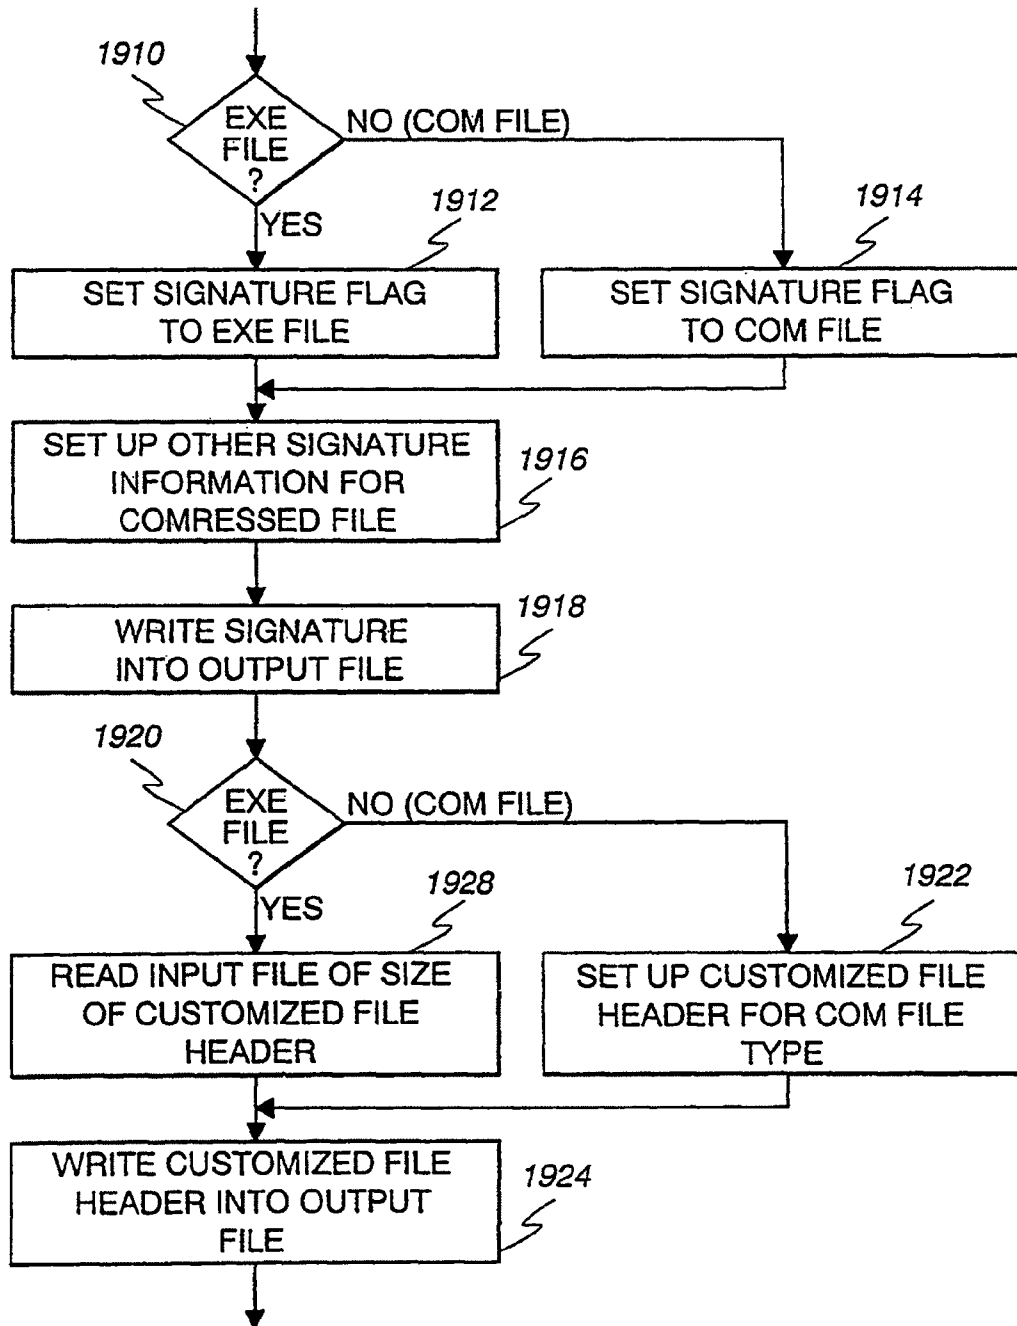 1910
EXE
FILE
?
NO (COM FILE)
YES
1912
1914
SET SIGNATURE FLAG
TO EXE FILE
SET SIGNATURE FLAG
TO COM FILE
SET UP OTHER SIGNATURE
INFORMATION FOR
COMRESSED FILE
1916
WRITE SIGNATURE
INTO OUTPUT FILE
1918
1920
EXE
FILE
?
NO (COM FILE)
YES
1928
1922
READ INPUT FILE OF SIZE
OF CUSTOMIZED FILE
HEADER
SET UP CUSTOMIZED FILE
HEADER FOR COM FILE
TYPE
WRITE CUSTOMIZED FILE
HEADER INTO OUTPUT
FILE
1924